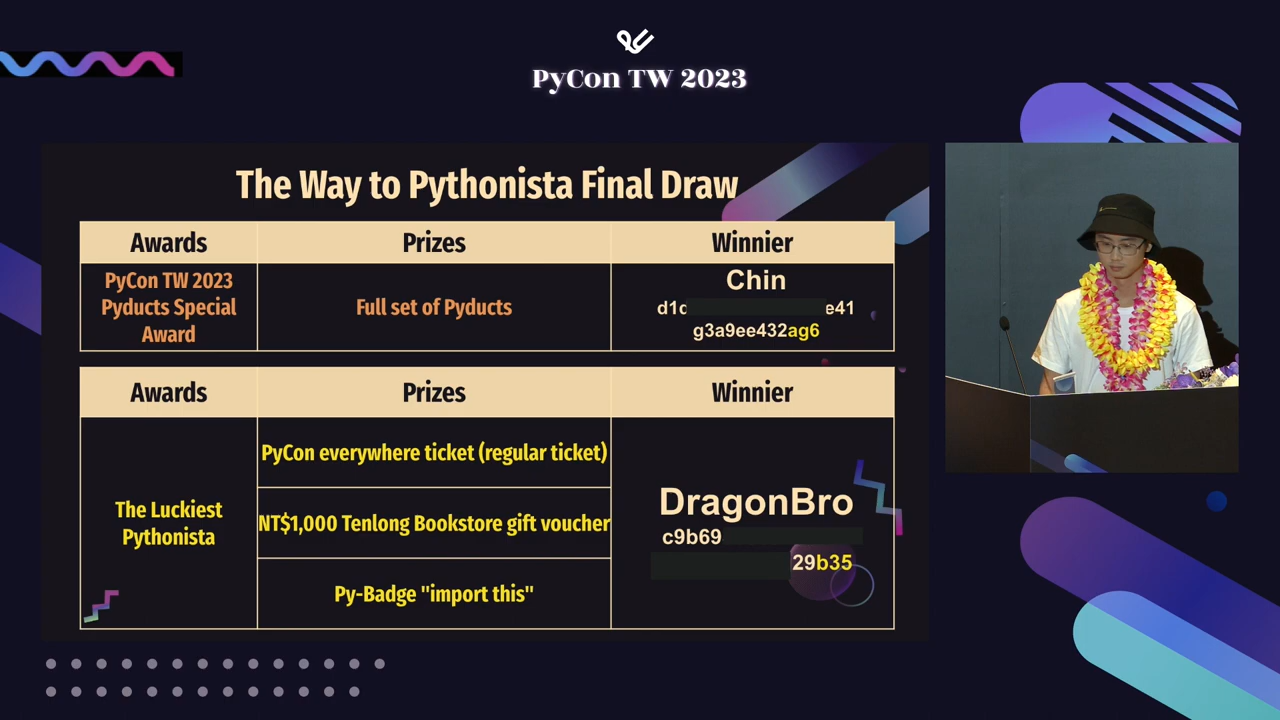 PyCon TW 2023
The Way to Pythonista Final Draw
Awards Prizes Winnier
PyCon TW 2023
Pyducts Special
Award
Full set of Pyducts
Chin
d1c e41
g3a9ee432ag6
Awards Prizes Winnier
The Luckiest
Pythonista
PyCon everywhere ticket (regular ticket)
NT$1,000 Tenlong Bookstore gift voucher
Py-Badge "import this"
DragonBro
c9b69
29b35